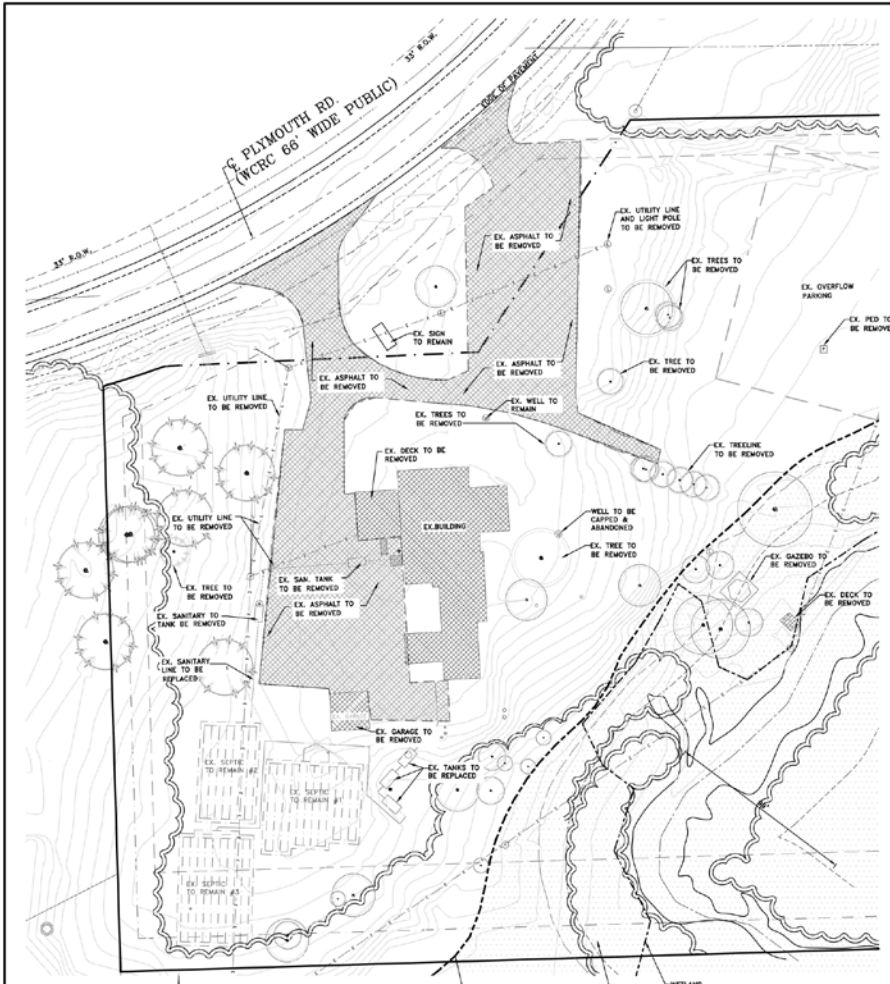 33' R.O.W.
EDGE OF PAVEMENT
℄ PLYMOUTH RD.
(WCRC 66' WIDE PUBLIC)
33' R.O.W.
EX. UTILITY LINE
AND LIGHT POLE
TO BE REMOVED
EX. ASPHALT TO
BE REMOVED
EX. TREES TO
BE REMOVED
EX. OVERFLOW
PARKING
EX. PED TO
BE REMOVE
EX. SIGN
TO REMAIN
EX. ASPHALT TO
BE REMOVED
EX. ASPHALT TO
BE REMOVED
EX. TREE TO
BE REMOVED
EX. UTILITY LINE
TO BE REMOVED
EX. WELL TO
REMAIN
EX. TREES TO
BE REMOVED
EX. TREELINE
TO BE REMOVED
EX. DECK TO BE
REMOVED
EX. UTILITY LINE
TO BE REMOVED
EX.BUILDING
WELL TO BE
CAPPED &
ABANDONED
EX. TREE TO
BE REMOVED
EX. GAZEBO TO
BE REMOVED
EX. TREE TO
BE REMOVED
EX. SAN. TANK
TO BE REMOVED
EX. DECK TO
BE REMOVED
EX. ASPHALT TO
BE REMOVED
EX. SANITARY TO
TANK BE REMOVED
EX. SANITARY
LINE TO BE
REPLACED
EX. GARAGE TO
BE REMOVED
EX. SEPTIC
TO REMAIN #2
EX. TANKS TO
BE REPLACED
EX. SEPTIC
TO REMAIN #1
EX. SEPTIC
TO REMAIN #3
WETLAND